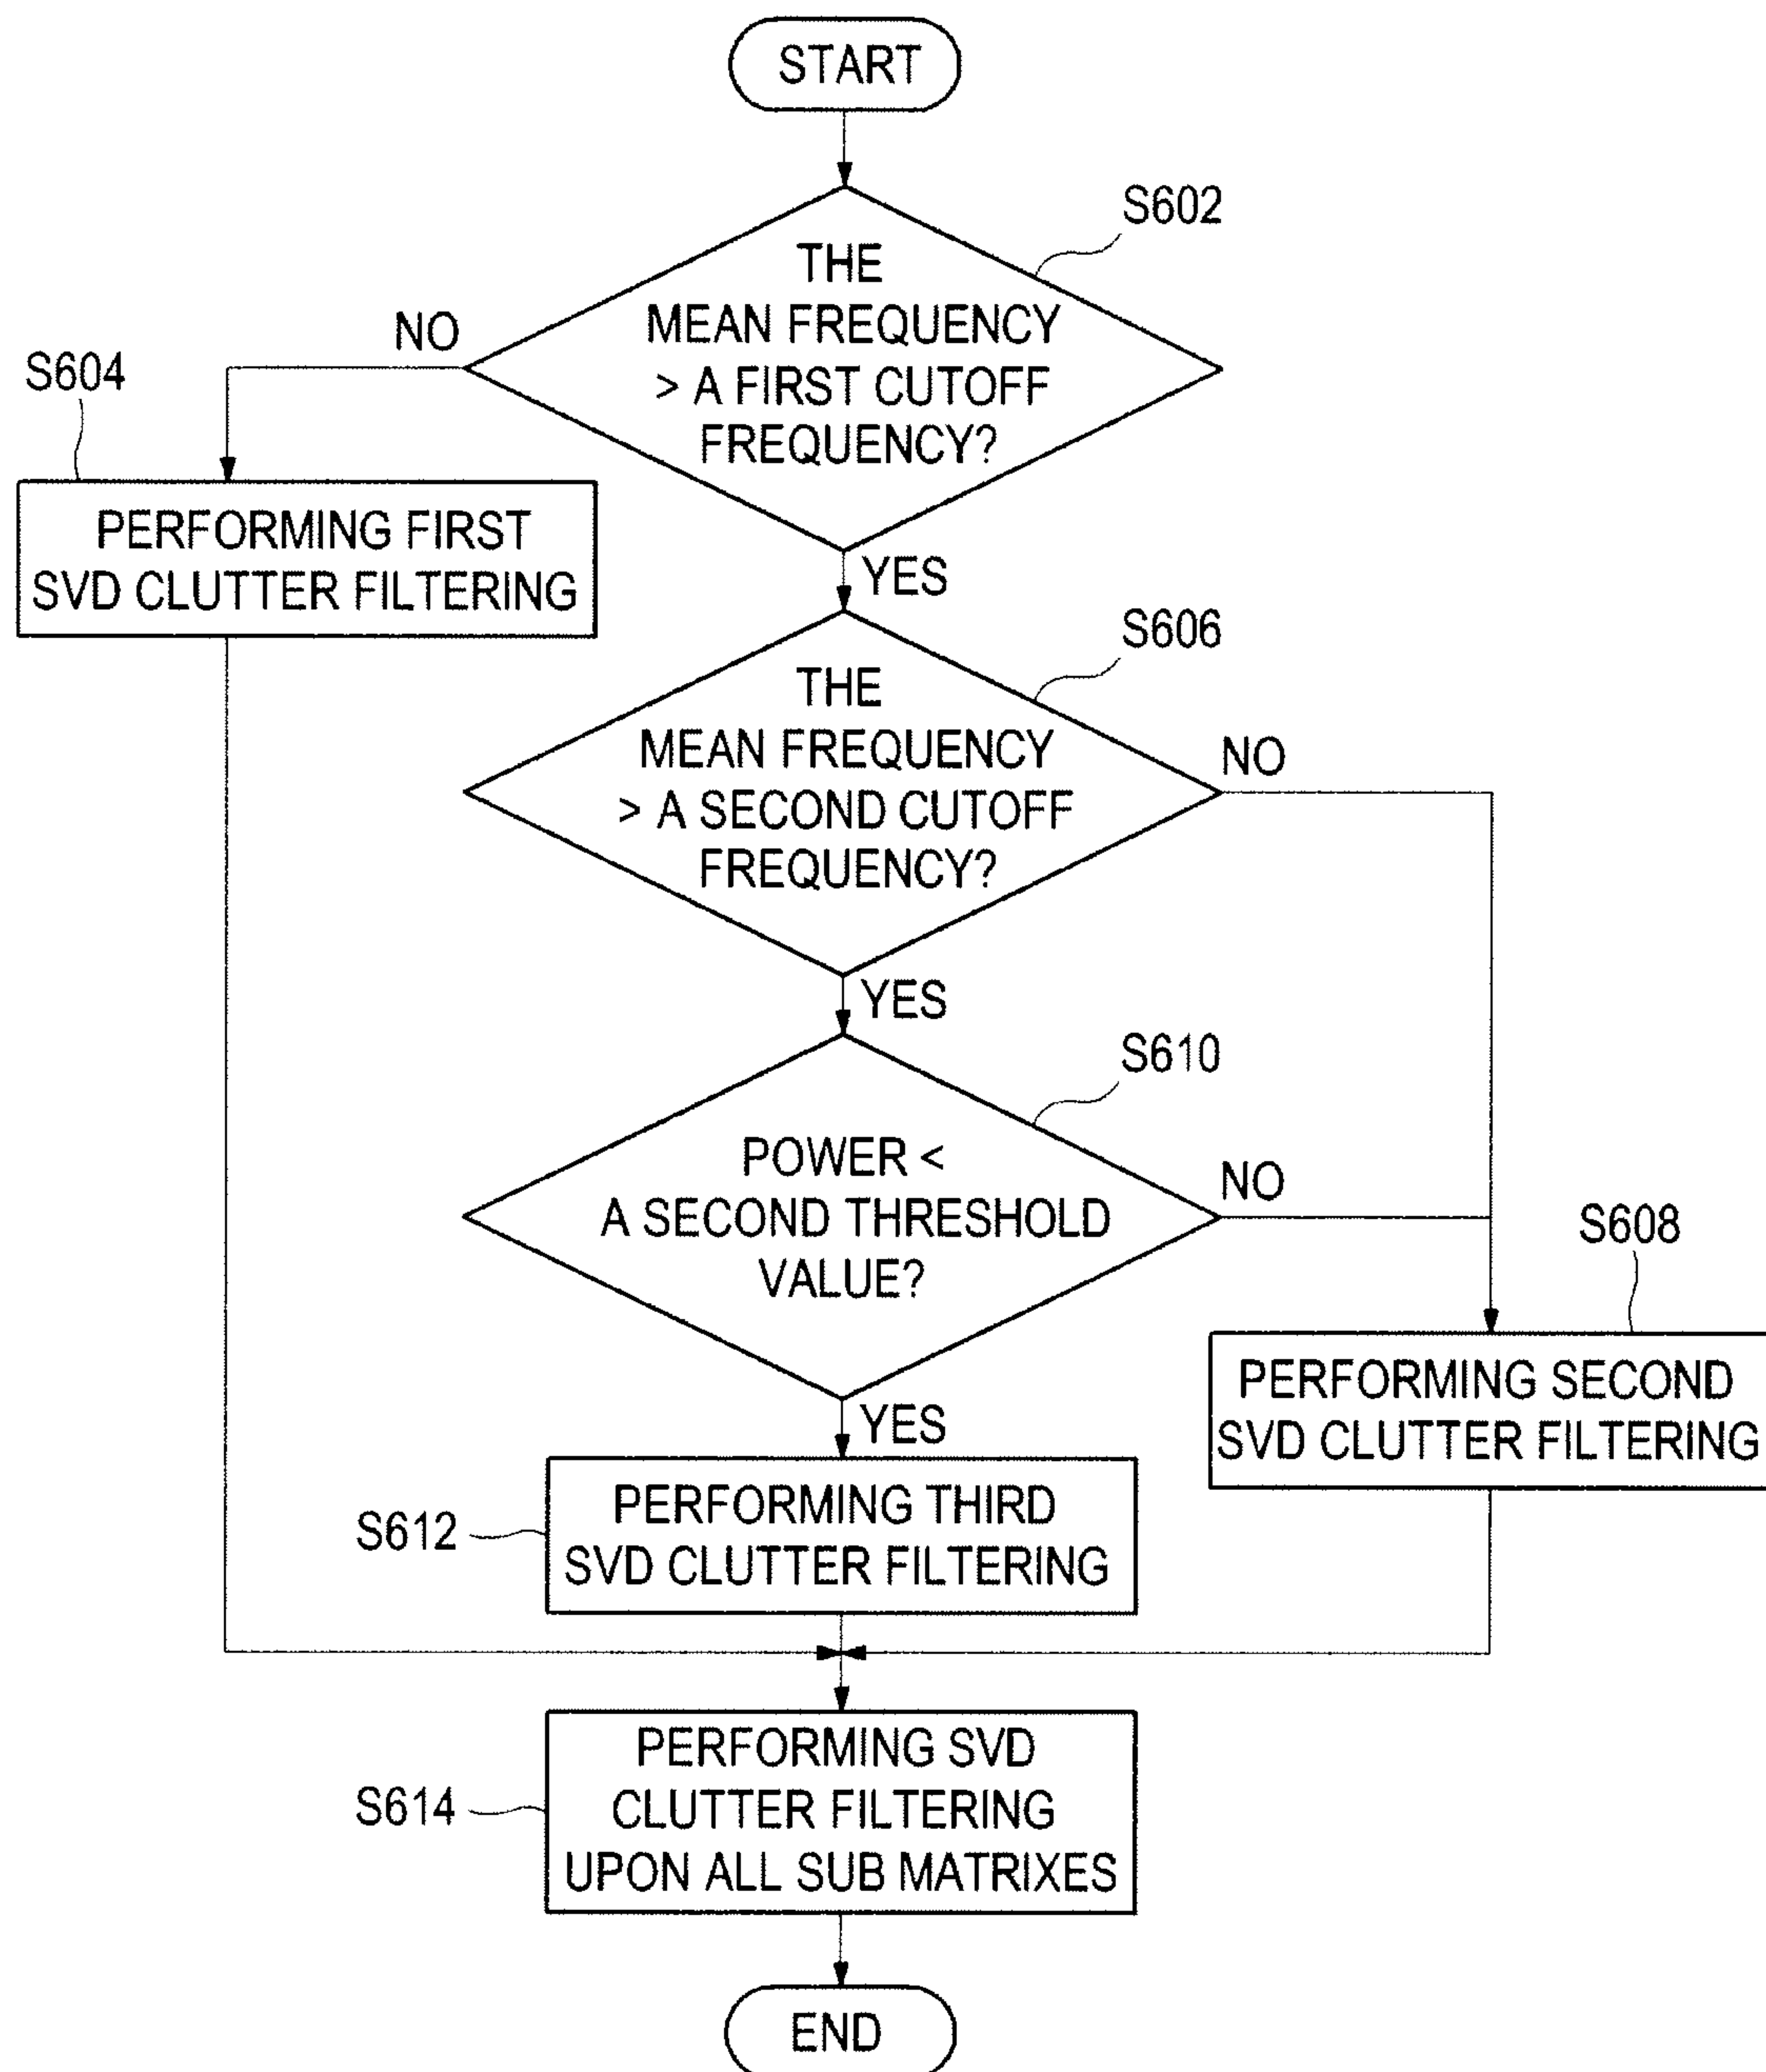 START
S602
THE
MEAN FREQUENCY
> A FIRST CUTOFF
FREQUENCY?
NO
S604
PERFORMING FIRST
SVD CLUTTER FILTERING
YES
S606
THE
MEAN FREQUENCY
> A SECOND CUTOFF
FREQUENCY?
NO
YES
S610
POWER <
A SECOND THRESHOLD
VALUE?
NO
S608
PERFORMING SECOND
SVD CLUTTER FILTERING
YES
PERFORMING THIRD
SVD CLUTTER FILTERING
S612
PERFORMING SVD
CLUTTER FILTERING
UPON ALL SUB MATRIXES
S614
END